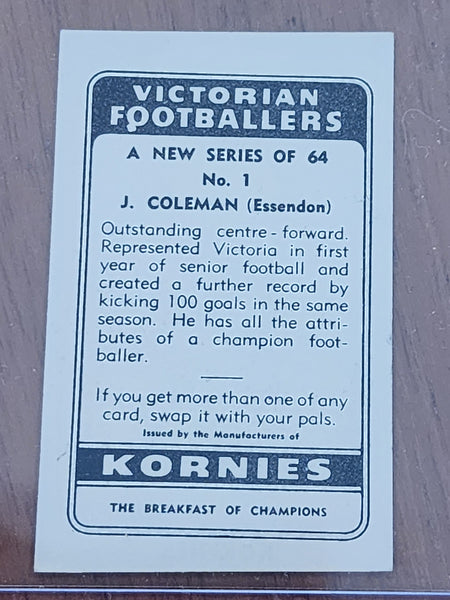 VICTORIAN
FOOTBALLERS
A NEW SERIES OF 64
No. 1
J. COLEMAN (Essendon)
Outstanding centre-forward.
Represented Victoria in first
year of senior football and
created a further record by
kicking 100 goals in the same
season. He has all the attri-
butes of a champion foot-
baller.
If you get more than one of any
card, swap it with your pals.
Issued by the Manufacturers of
KORNIES
THE BREAKFAST OF CHAMPIONS